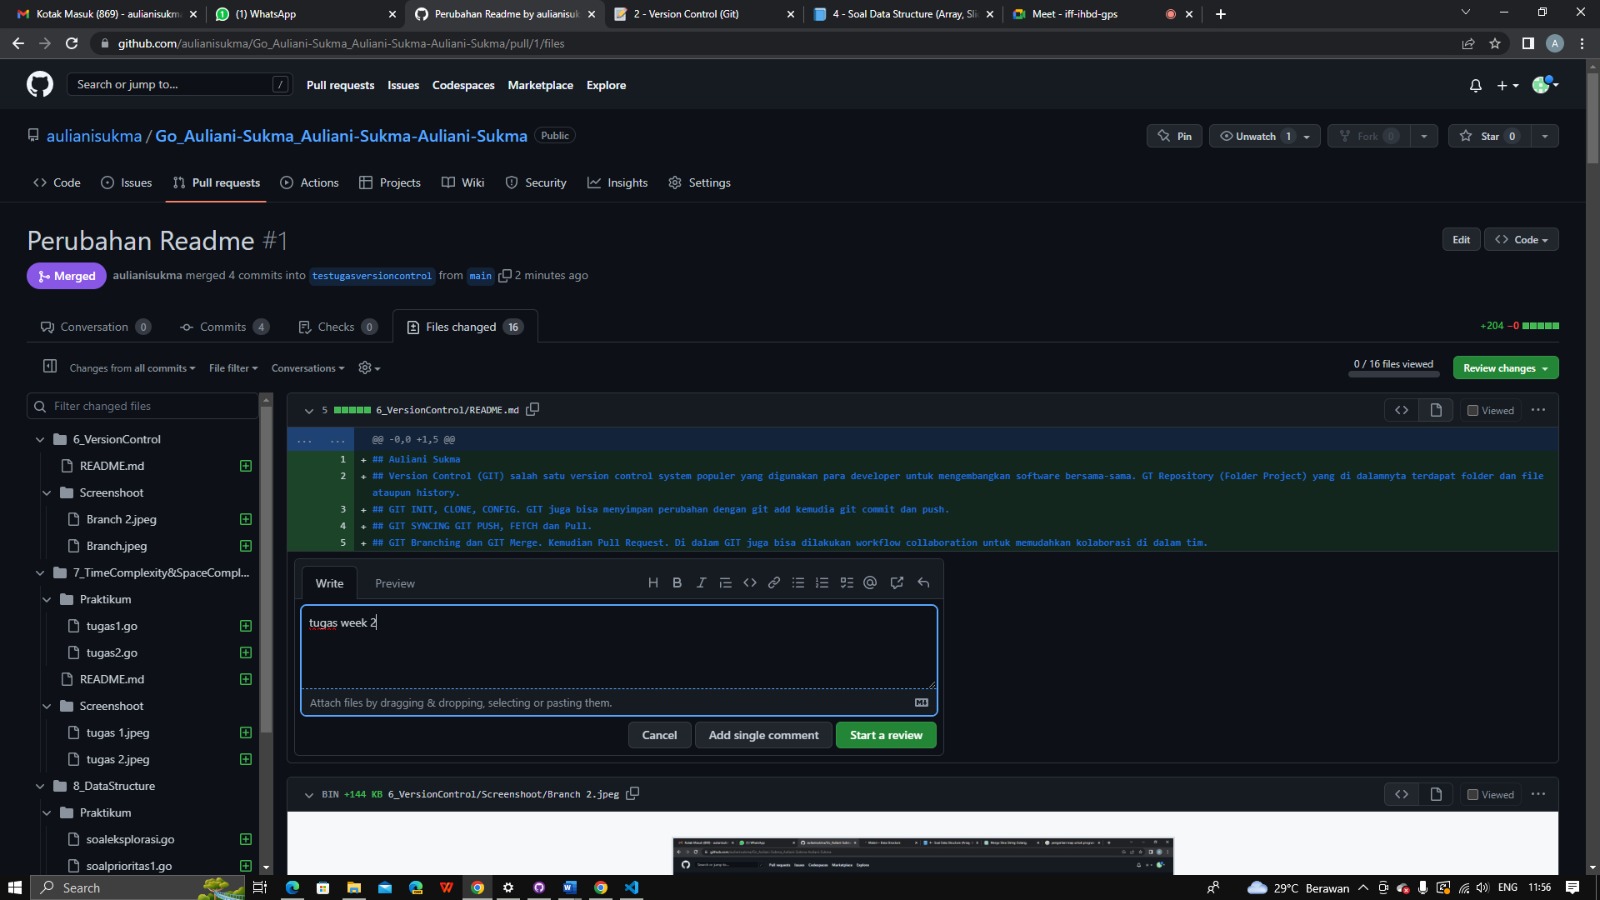 Kotak Masuk (869) - aulianisukm
(1) WhatsApp
Perubahan Readme by aulianisuk
2 - Version Control (Git)
4 - Soal Data Structure (Array, Sli
Meet - iff-ihbd-gps
github.com/aulianisukma/Go_Auliani-Sukma_Auliani-Sukma-Auliani-Sukma/pull/1/files
Search or jump to...
/
Pull requests
Issues
Codespaces
Marketplace
Explore
aulianisukma / Go_Auliani-Sukma_Auliani-Sukma-Auliani-Sukma
Public
Pin
Unwatch 1
Fork 0
Star 0
Code
Issues
Pull requests
Actions
Projects
Wiki
Security
Insights
Settings
Perubahan Readme #1
Edit
Code
Merged
aulianisukma merged 4 commits into testugasversioncontrol from main 2 minutes ago
Conversation 0
Commits 4
Checks 0
Files changed 16
+204 −0
Changes from all commits
File filter
Conversations
0 / 16 files viewed
Review changes
Filter changed files
6_VersionControl
README.md
Screenshoot
Branch 2.jpeg
Branch.jpeg
7_TimeComplexity&SpaceCompl...
Praktikum
tugas1.go
tugas2.go
README.md
Screenshoot
tugas 1.jpeg
tugas 2.jpeg
8_DataStructure
Praktikum
soaleksplorasi.go
soalprioritas1.go
5 6_VersionControl/README.md
Viewed
... ... @@ -0,0 +1,5 @@
1 + ## Auliani Sukma
2 + ## Version Control (GIT) salah satu version control system populer yang digunakan para developer untuk mengembangkan software bersama-sama. GT Repository (Folder Project) yang di dalamnyta terdapat folder dan file
ataupun history.
3 + ## GIT INIT, CLONE, CONFIG. GIT juga bisa menyimpan perubahan dengan git add kemudia git commit dan push.
4 + ## GIT SYNCING GIT PUSH, FETCH dan Pull.
5 + ## GIT Branching dan GIT Merge. Kemudian Pull Request. Di dalam GIT juga bisa dilakukan workflow collaboration untuk memudahkan kolaborasi di dalam tim.
Write
Preview
tugas week 2
Attach files by dragging & dropping, selecting or pasting them.
Cancel
Add single comment
Start a review
BIN +144 KB 6_VersionControl/Screenshoot/Branch 2.jpeg
Viewed
Search
29°C Berawan
ENG
11:56